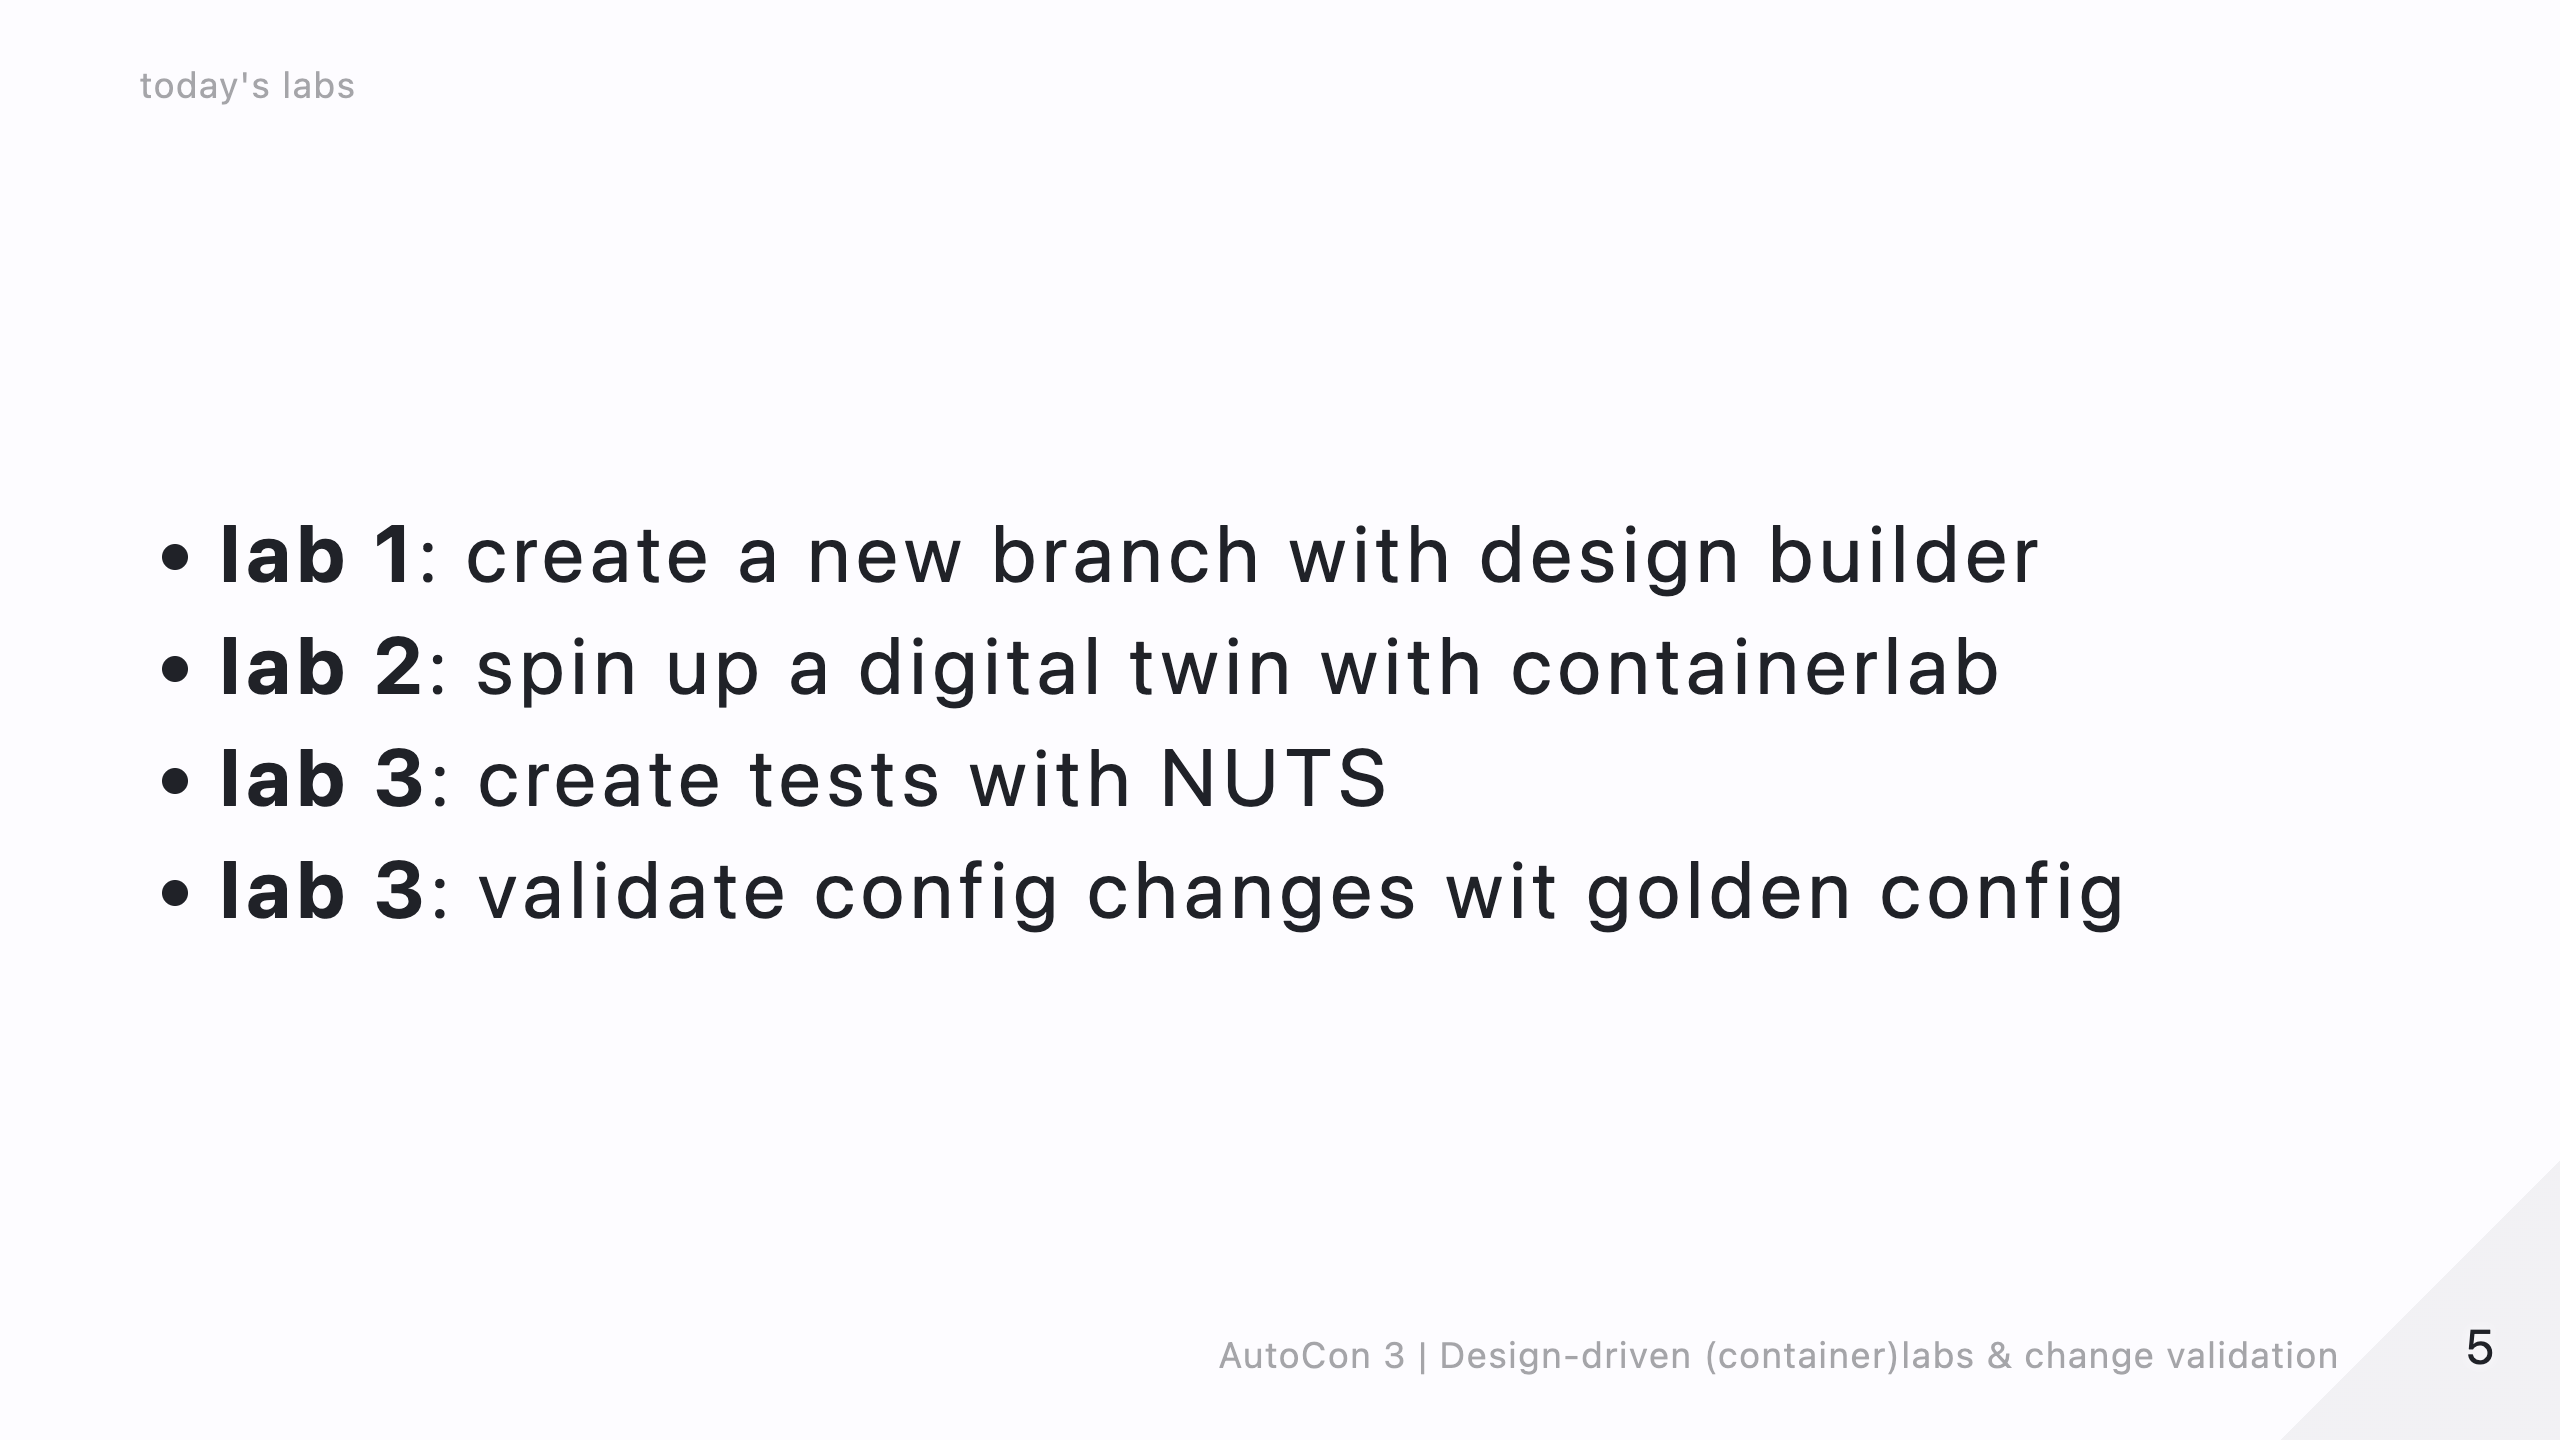 today's labs
• lab 1: create a new branch with design builder
• lab 2: spin up a digital twin with containerlab
• lab 3: create tests with NUTS
• lab 3: validate config changes wit golden config
AutoCon 3 | Design-driven (container)labs & change validation
5